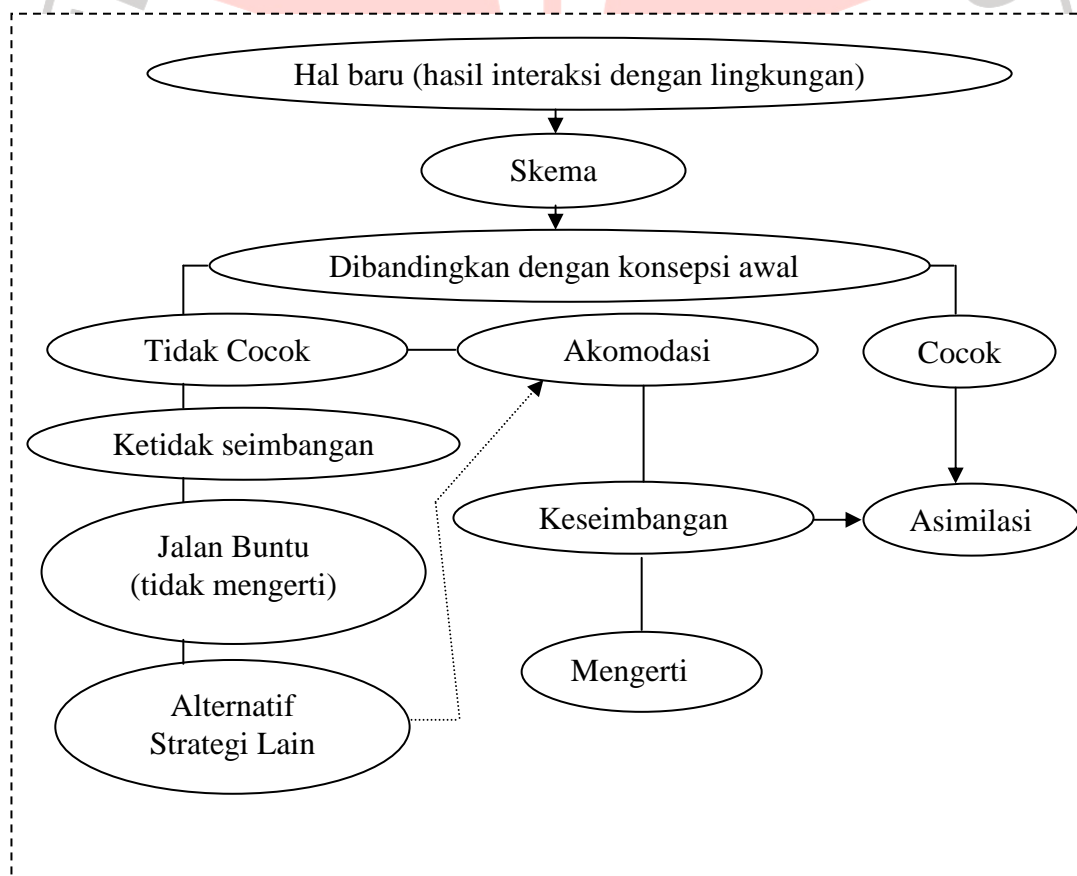 Hal baru (hasil interaksi dengan lingkungan)
Skema
Dibandingkan dengan konsepsi awal
Tidak Cocok
Akomodasi
Cocok
Ketidak seimbangan
Keseimbangan
Asimilasi
Jalan Buntu
(tidak mengerti)
Mengerti
Alternatif
Strategi Lain